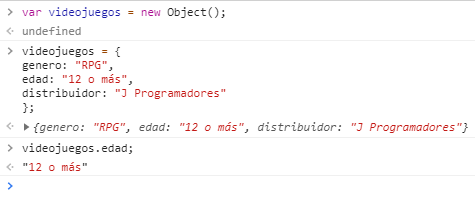 var videojuegos = new Object();
undefined
videojuegos = {
genero: "RPG",
edad: "12 o más",
distribuidor: "J Programadores"
};
{genero: "RPG", edad: "12 o más", distribuidor: "J Programadores"}
videojuegos.edad;
"12 o más"